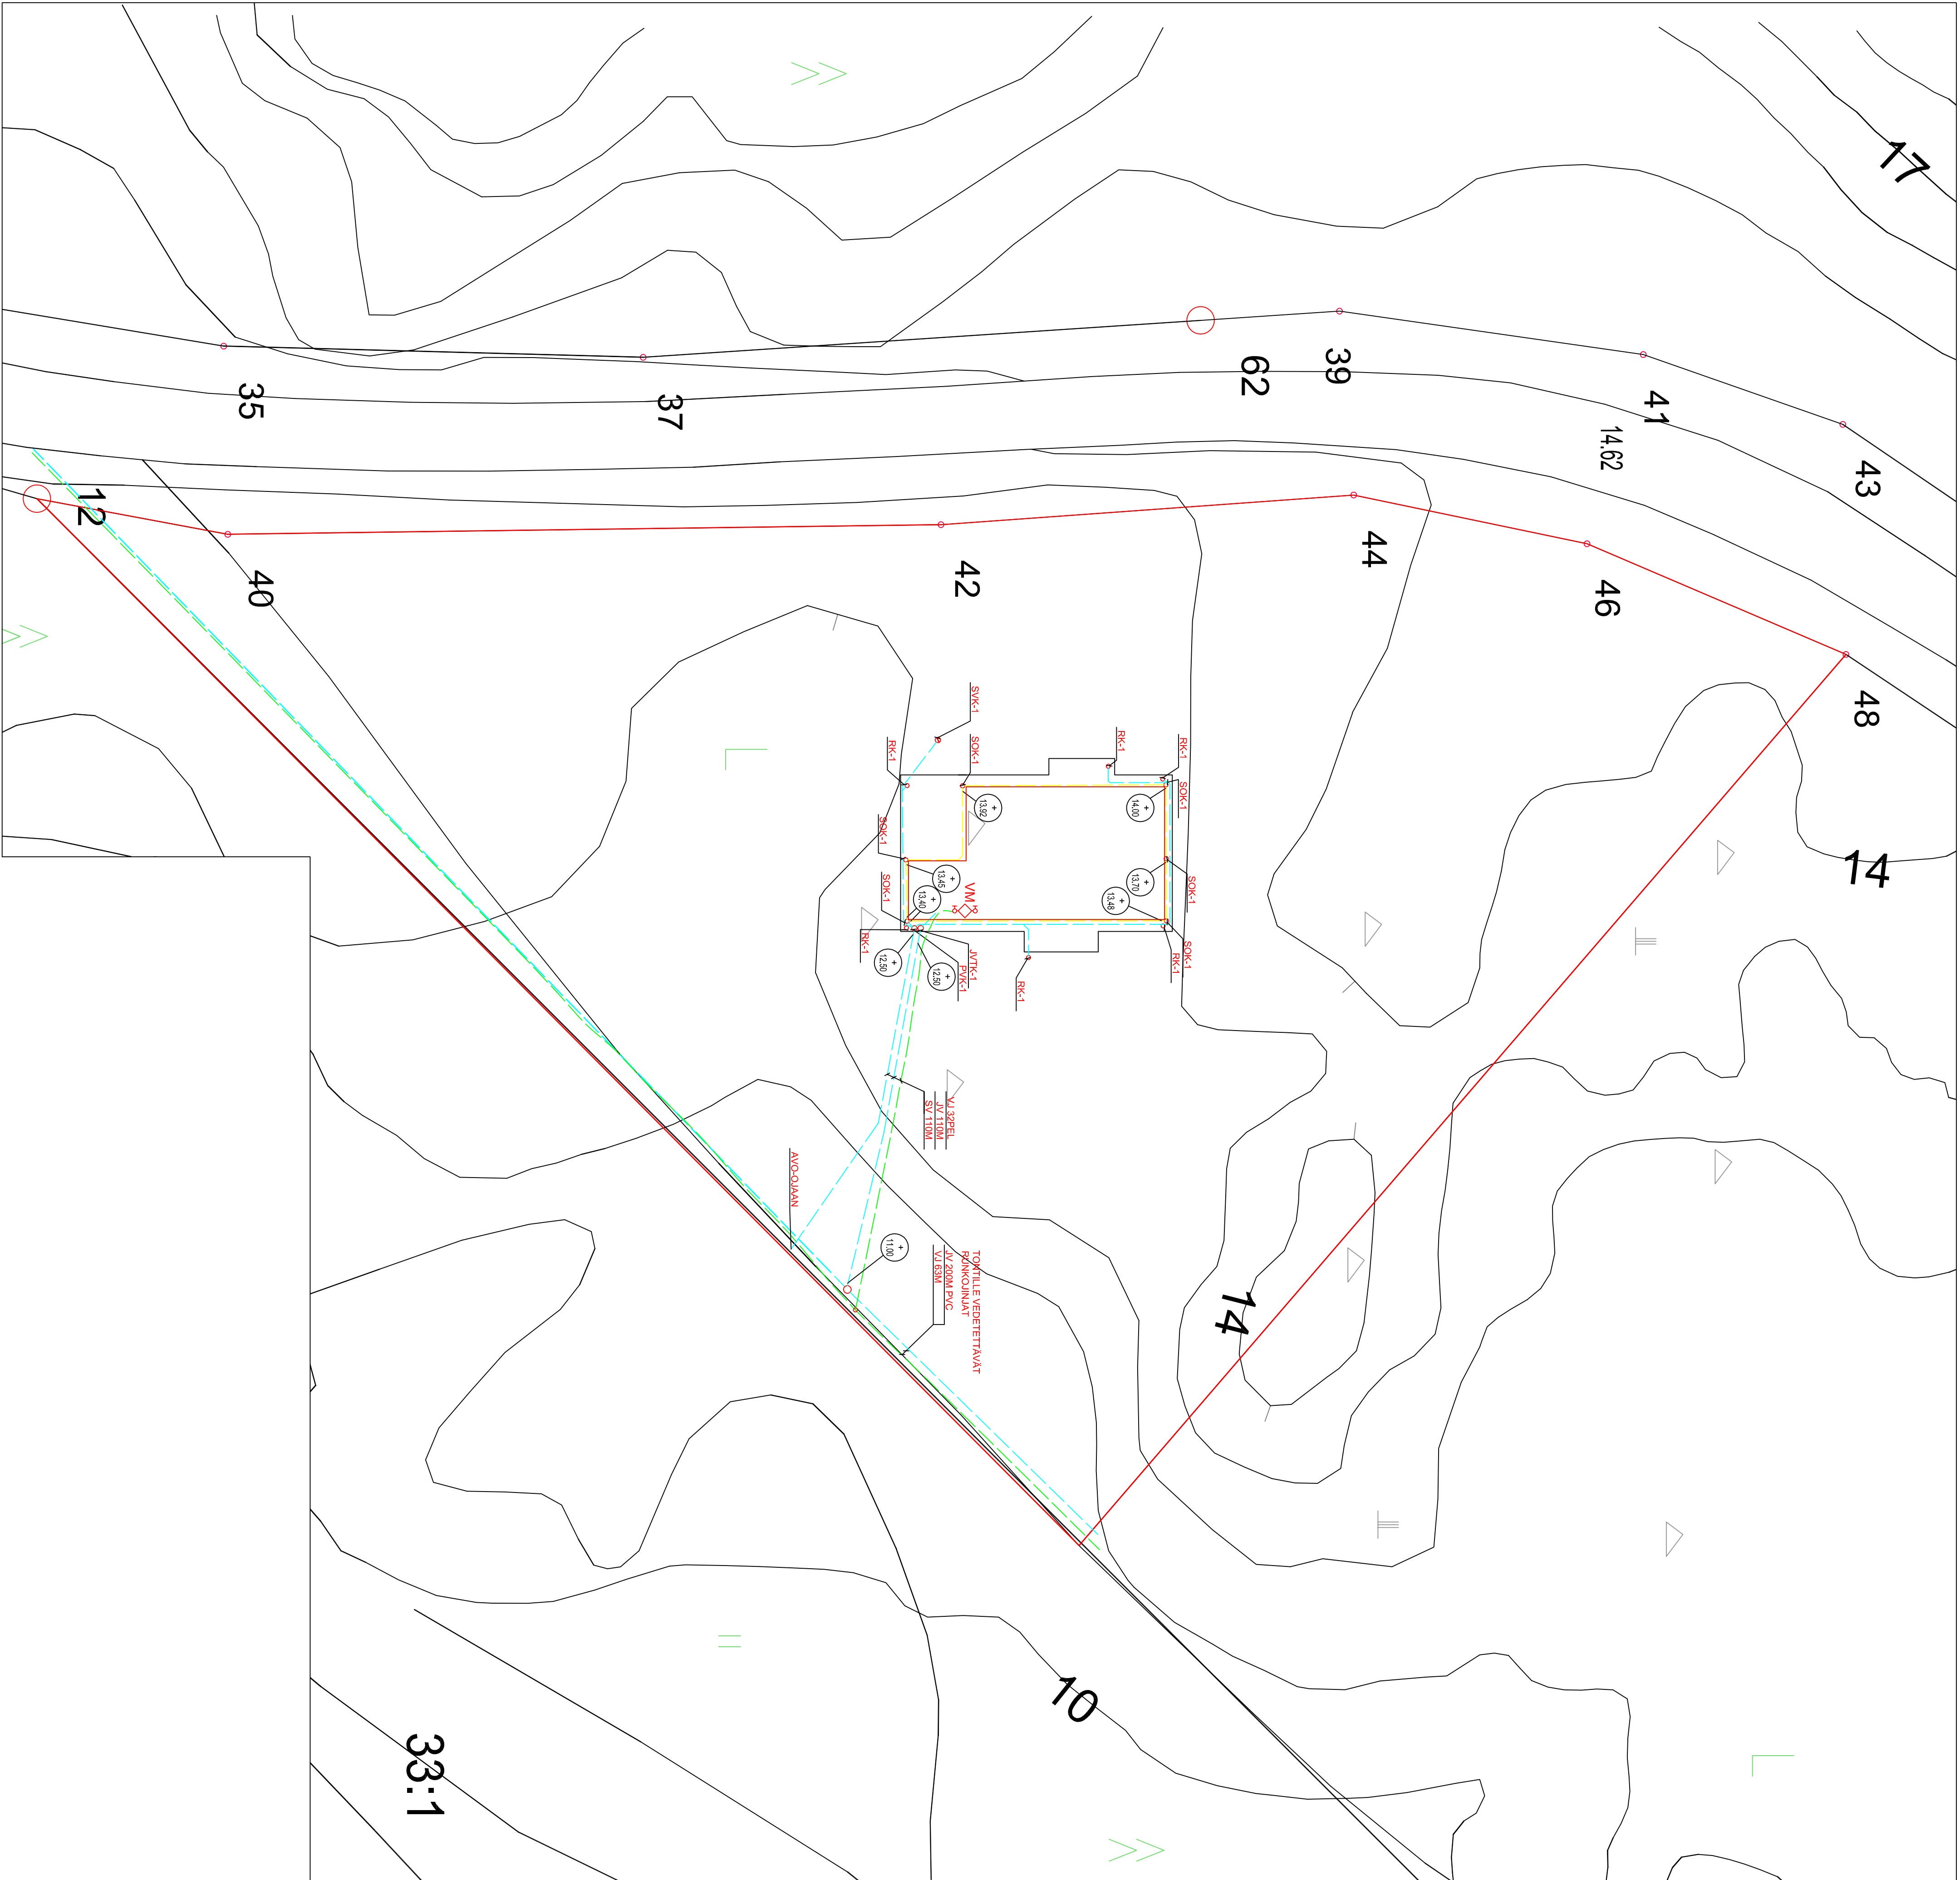 17
35
37
62
39
41
14.62
43
12
40
42
44
46
48
14
SVK-1
RK-1
SOK-1
RK-1
RK-1
SOK-1
+
13.92
+
14.00
SOK-1
+
13.45
+
13.70
SOK-1
SOK-1
+
13.40
VM
+
13.48
RK-1
JVTK-1
PVK-1
SOK-1
RK-1
+
12.50
+
12.50
RK-1
VJ 32PEL
JV 110M
SV 110M
AVO-OJAAN
+
11.00
TONTILLE VEDETETTÄVÄT
RUNKOJINJAT
JV 200M PVC
VJ 63M
14
10
33:1